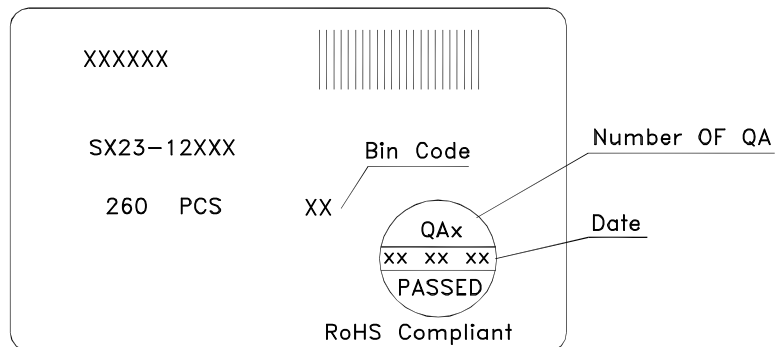 XXXXXX
SX23-12XXX
Bin Code
Number OF QA
260 PCS
XX
QAx
Date
xx xx xx
PASSED
RoHS Compliant